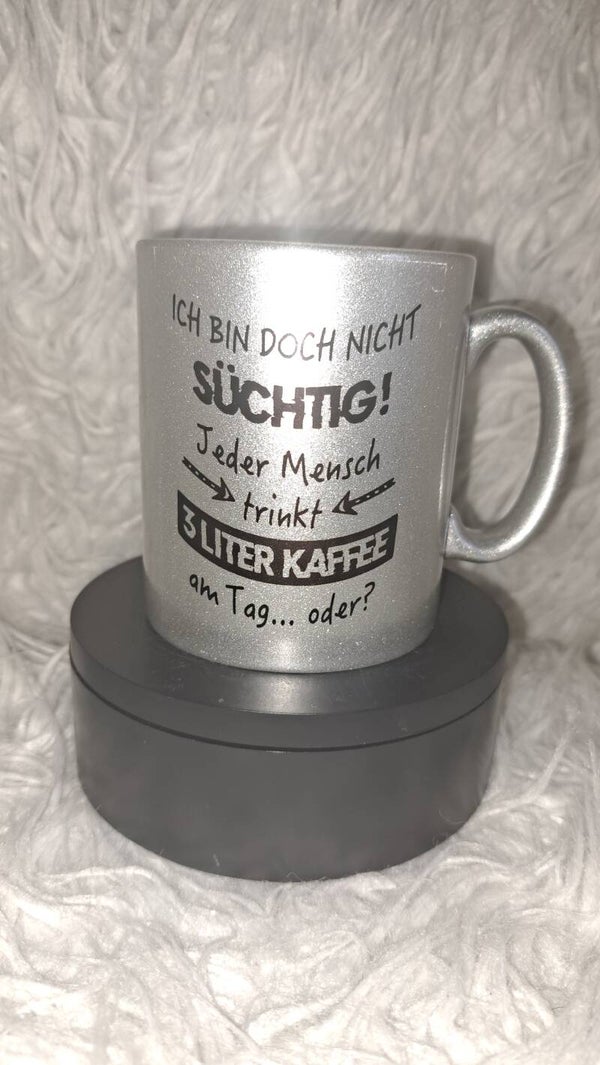 ICH BIN DOCH NICHT
SÜCHTIG!
Jeder Mensch
trinkt
3 LITER KAFFEE
am Tag... oder?